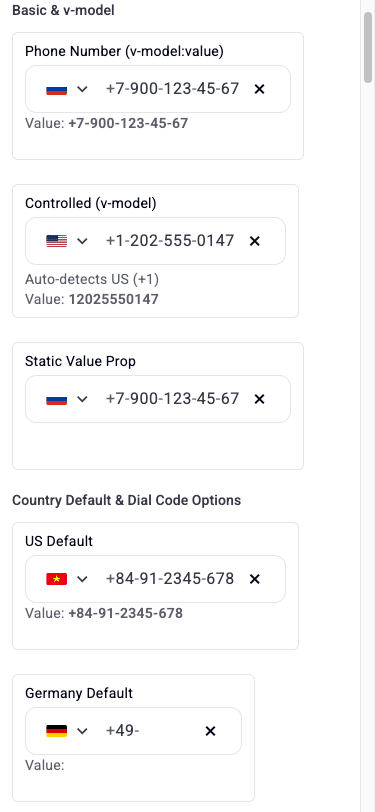 Basic & v-model
Phone Number (v-model:value)
+7-900-123-45-67
Value: +7-900-123-45-67
Controlled (v-model)
+1-202-555-0147
Auto-detects US (+1)
Value: 12025550147
Static Value Prop
+7-900-123-45-67
Country Default & Dial Code Options
US Default
+84-91-2345-678
Value: +84-91-2345-678
Germany Default
+49-
Value: